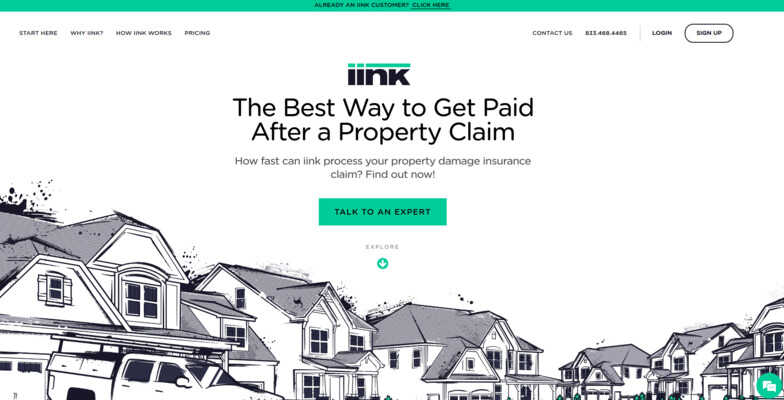 ALREADY AN IINK CUSTOMER? CLICK HERE
START HERE WHY IINK? HOW IINK WORKS PRICING CONTACT US 833.468.4465 LOGIN SIGN UP
iink
The Best Way to Get Paid
After a Property Claim
How fast can iink process your property damage insurance
claim? Find out now!
TALK TO AN EXPERT
EXPLORE